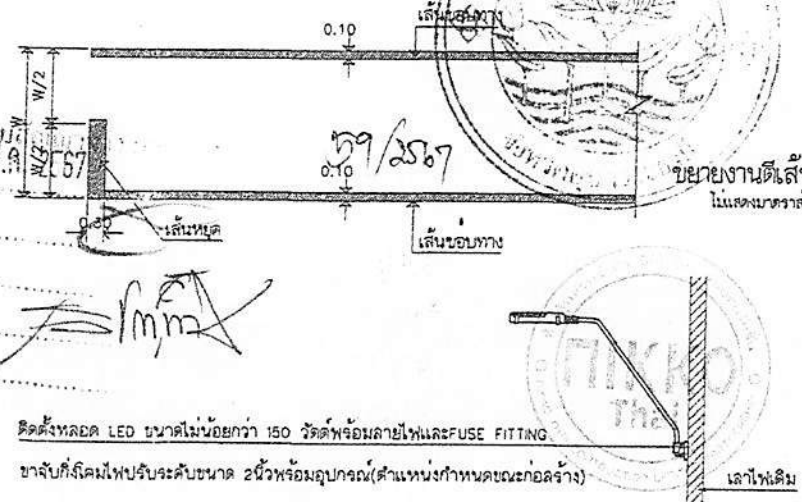 เส้นขอบทาง
0.10
W/2
W
W/2
2567
59/2567
0.10
ขยายงานตีเส้
ไม่แสดงมาตราส
0.30
เส้นหยุด
เส้นขอบทาง
NIKKO
Thai
ติดตั้งหลอด LED ขนาดไม่น้อยกว่า 150 วัตต์พร้อมสายไฟและFUSE FITTING
ขาจับกิ่งโคมไฟปรับระดับขนาด 2นิ้วพร้อมอุปกรณ์(ตำแหน่งกำหนดขณะก่อสร้าง)
เสาไฟเดิม